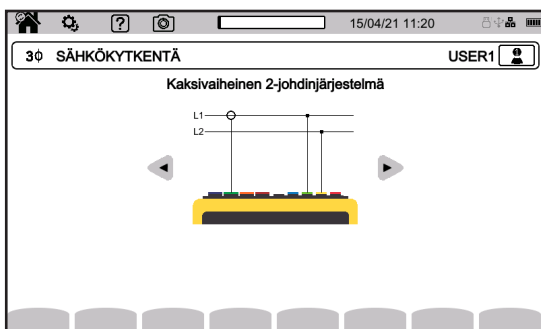 15/04/21 11:20
3Φ SÄHKÖKYTKENTÄ USER1
Kaksivaiheinen 2-johdinjärjestelmä
L1
L2